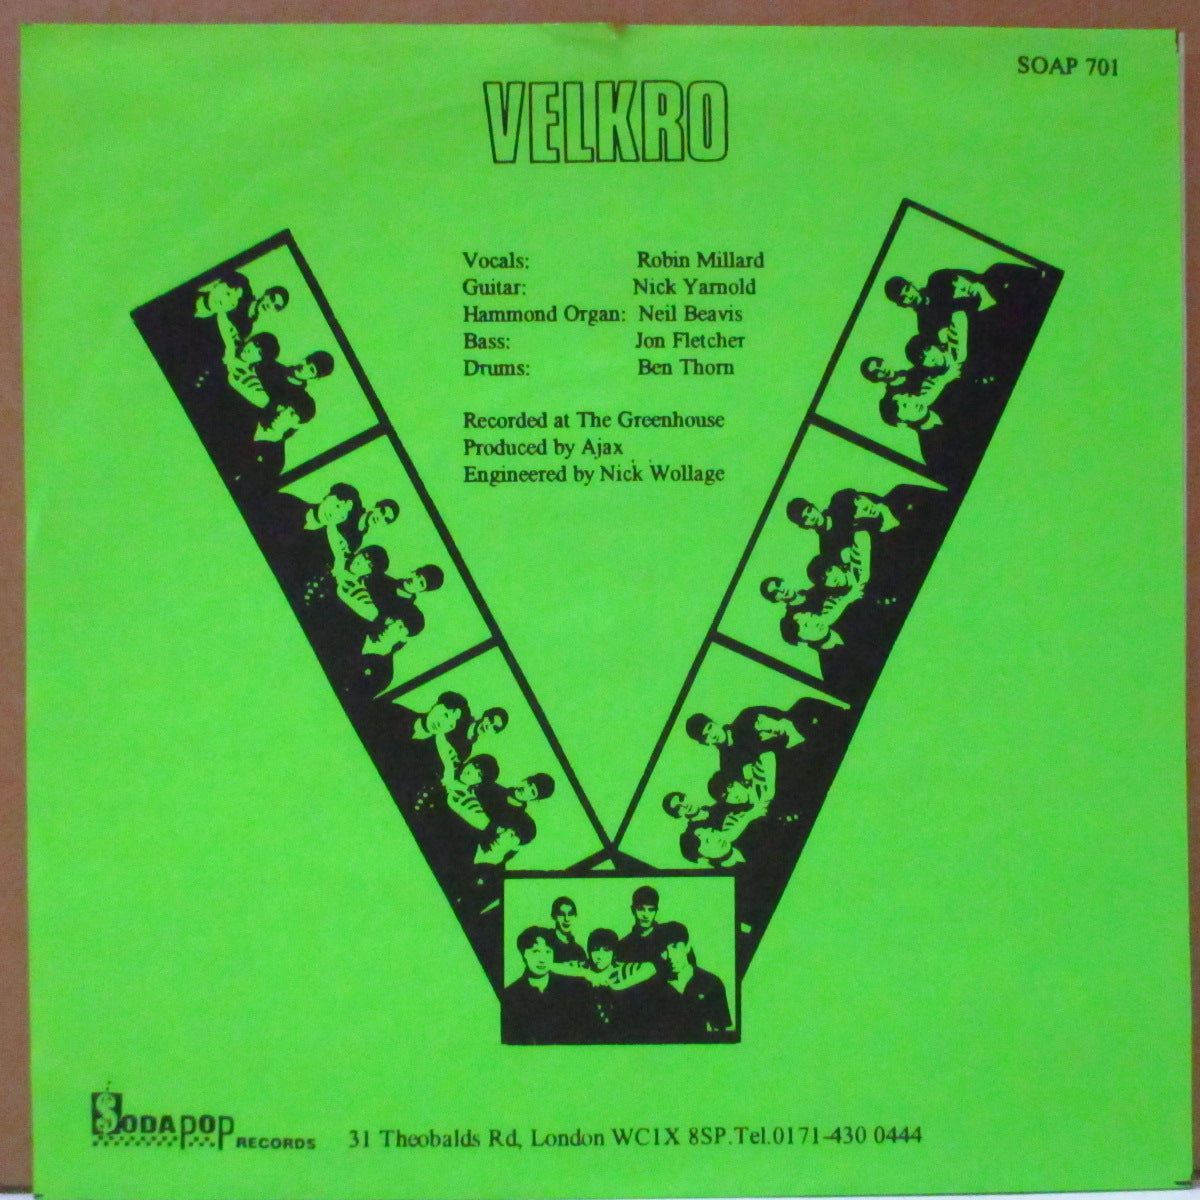 SOAP 701
VELKRO
Vocals: Robin Millard
Guitar: Nick Yarnold
Hammond Organ: Neil Beavis
Bass: Jon Fletcher
Drums: Ben Thorn
Recorded at The Greenhouse
Produced by Ajax
Engineered by Nick Wollage
SODAPOP RECORDS 31 Theobalds Rd, London WC1X 8SP.Tel.0171-430 0444